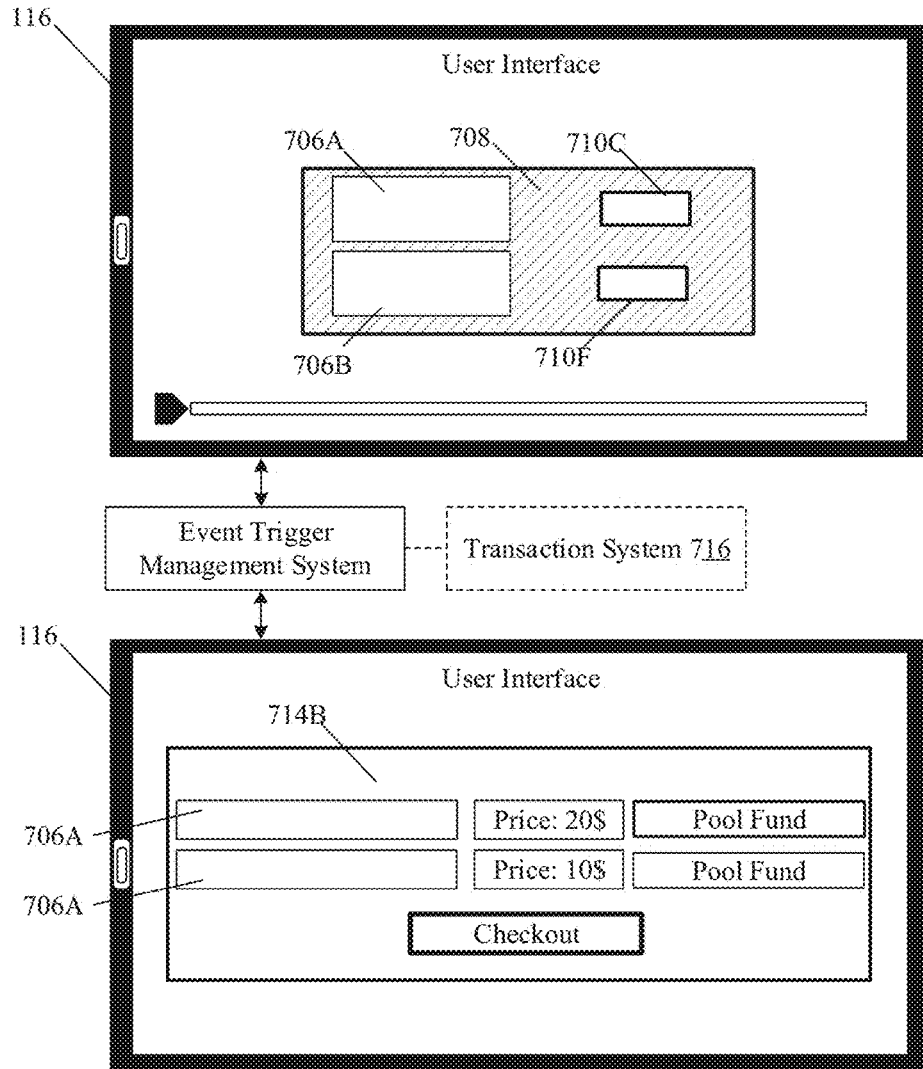 116
User Interface
706A
708
710C
706B
710F
Event Trigger
Management System
Transaction System 716
116
User Interface
714B
706A
Price: 20$
Pool Fund
706A
Price: 10$
Pool Fund
Checkout